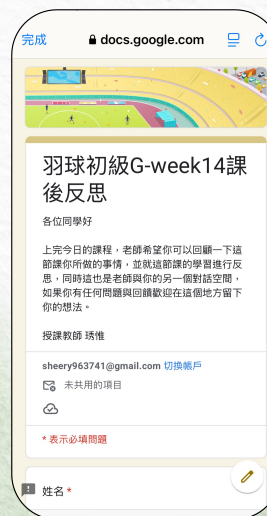 完成 docs.google.com
羽球初級G-week14課
後反思
各位同學好
上完今日的課程，老師希望你可以回顧一下這
節課你所做的事情，並就這節課的學習進行反
思，同時這也是老師與你的另一個對話空間，
如果你有任何問題與回饋歡迎在這個地方留下
你的想法。
授課教師 琇惟
sheery963741@gmail.com 切換帳戶
未共用的項目
* 表示必填問題
姓名 *